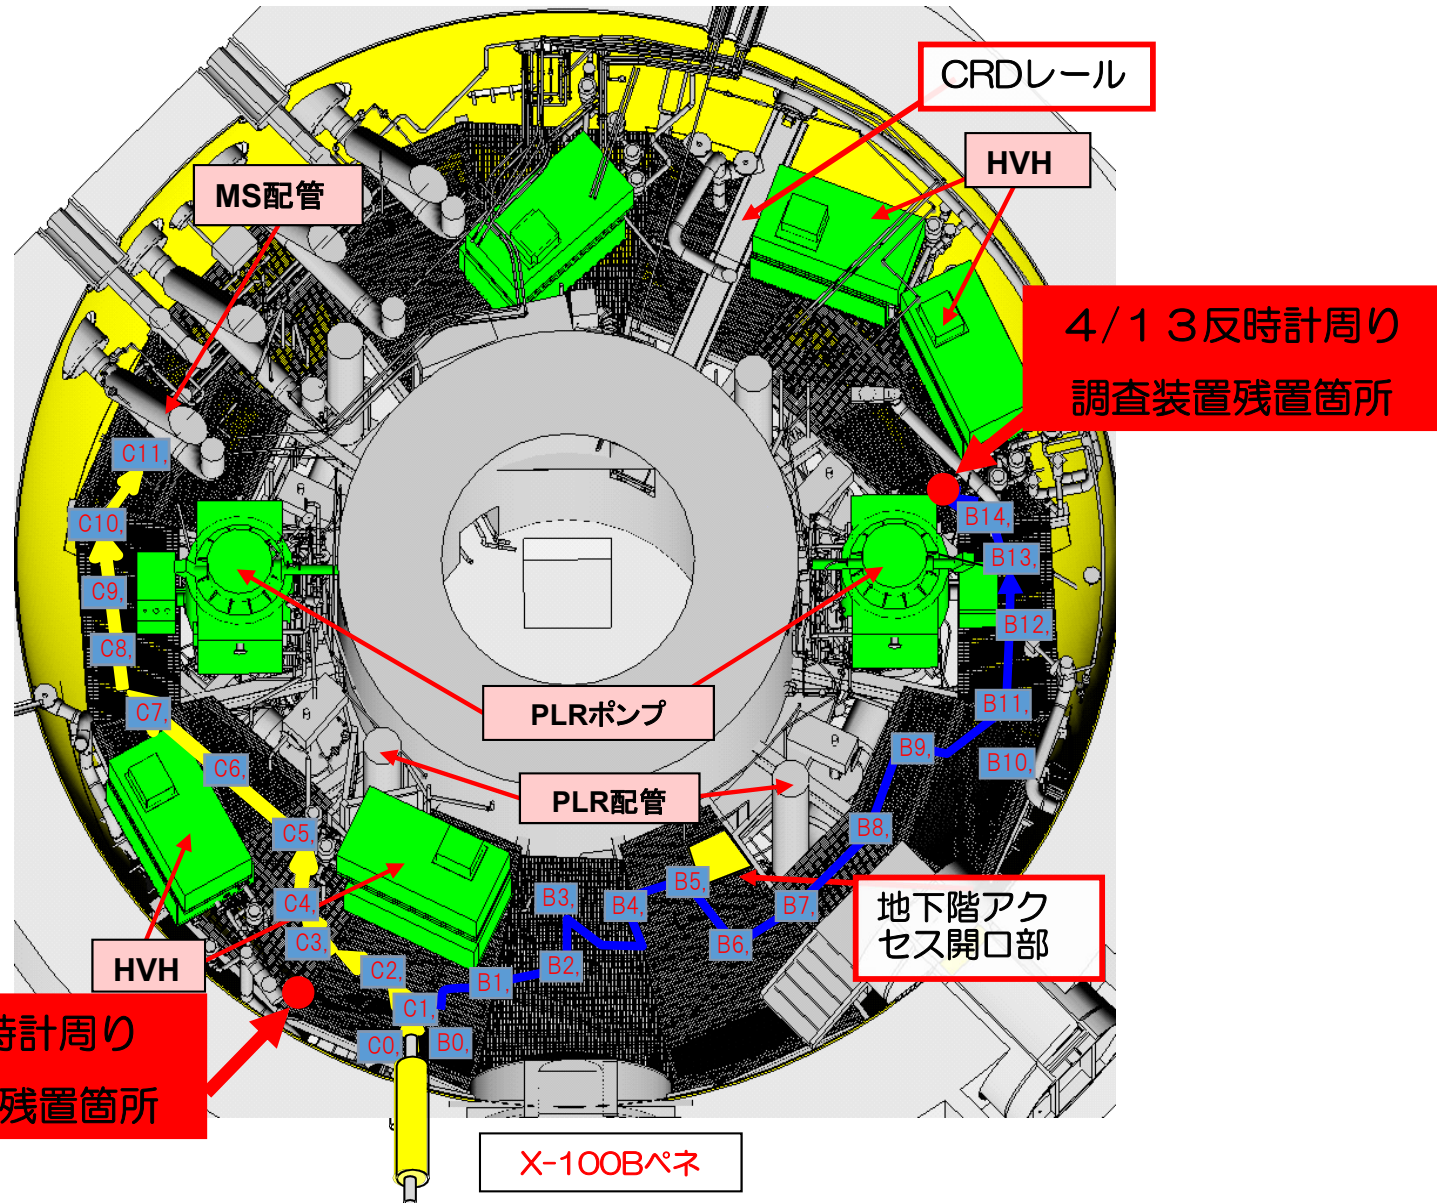 CRDレール
HVH
MS配管
4/13反時計周り
調査装置残置箇所
C11,
C10,
C9,
C8,
C7,
C6,
C5,
C4,
C3,
C2,
C1,
C0,
B0,
B1,
B2,
B3,
B4,
B5,
B6,
B7,
B8,
B9,
B10,
B11,
B12,
B13,
B14,
PLRポンプ
PLR配管
地下階アク
セス開口部
HVH
時計周り
残置箇所
X-100Bペネ